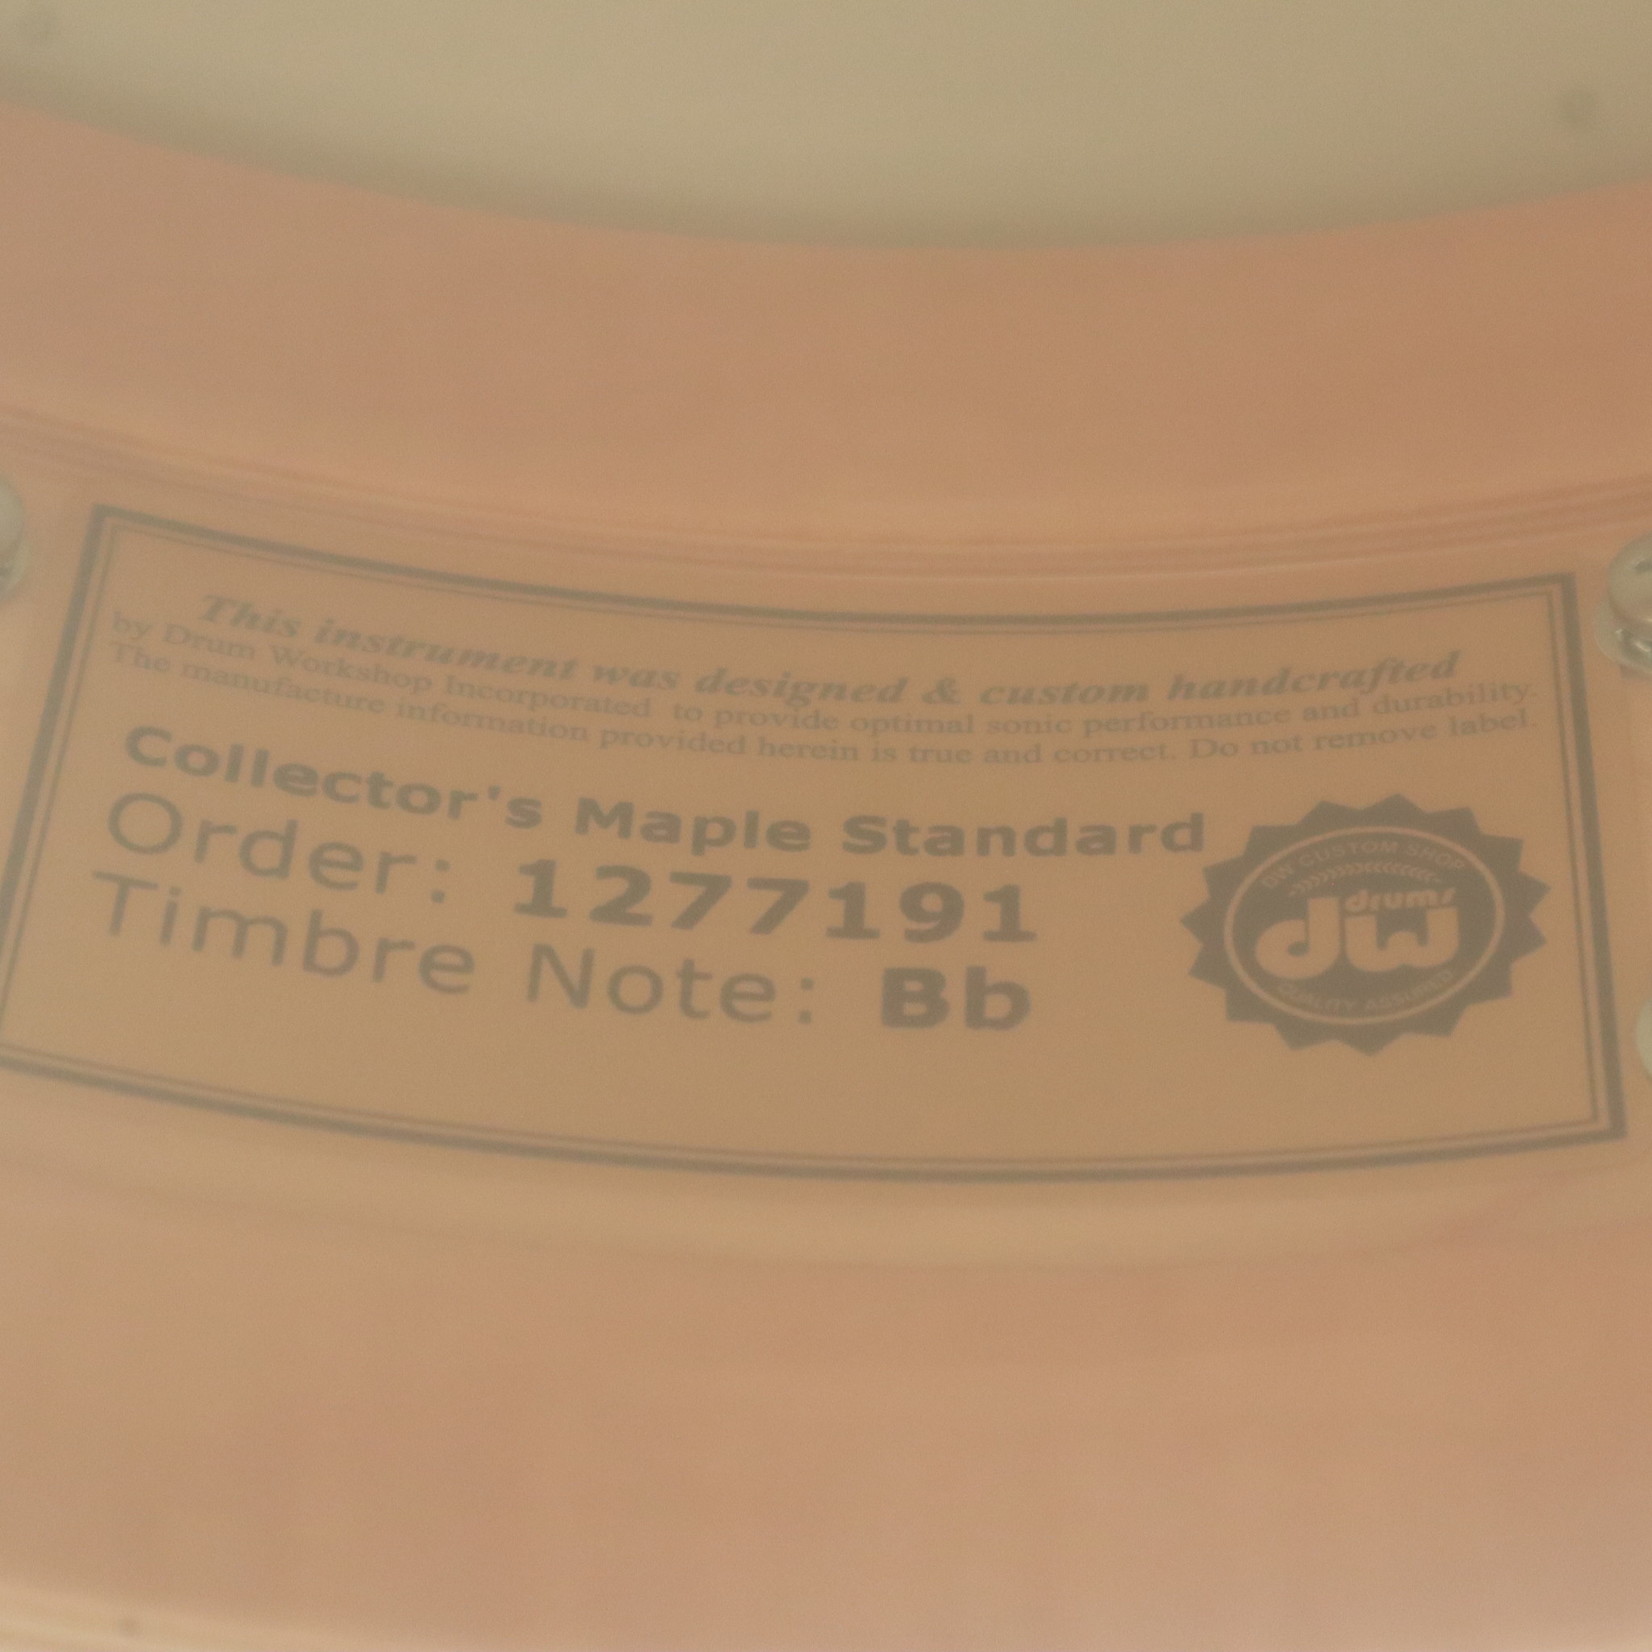 This instrument was designed & custom handcrafted
by Drum Workshop Incorporated to provide optimal sonic performance and durability.
The manufacture information provided herein is true and correct. Do not remove label.
Collector's Maple Standard
Order: 1277191
Timbre Note: Bb
DW CUSTOM SHOP
drums
dw
QUALITY ASSURED